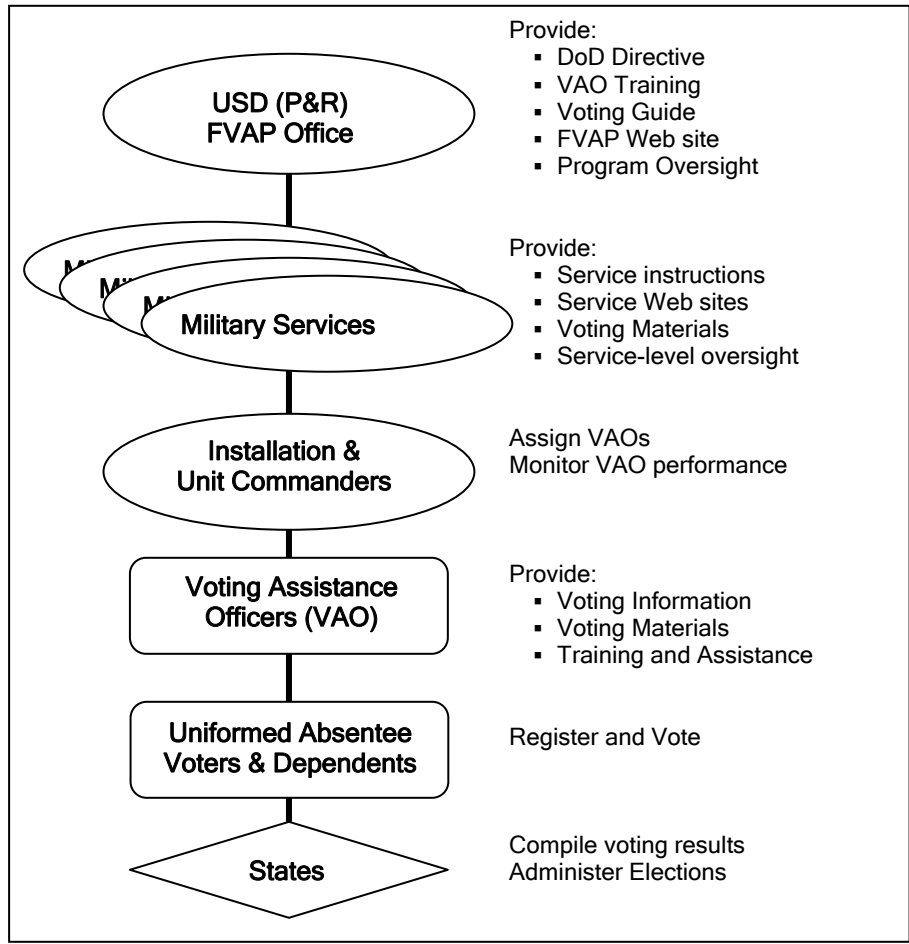 USD (P&R)
FVAP Office
Provide:
▪ DoD Directive
▪ VAO Training
▪ Voting Guide
▪ FVAP Web site
▪ Program Oversight
Military Services
Provide:
▪ Service instructions
▪ Service Web sites
▪ Voting Materials
▪ Service-level oversight
Installation &
Unit Commanders
Assign VAOs
Monitor VAO performance
Voting Assistance
Officers (VAO)
Provide:
▪ Voting Information
▪ Voting Materials
▪ Training and Assistance
Uniformed Absentee
Voters & Dependents
Register and Vote
States
Compile voting results
Administer Elections